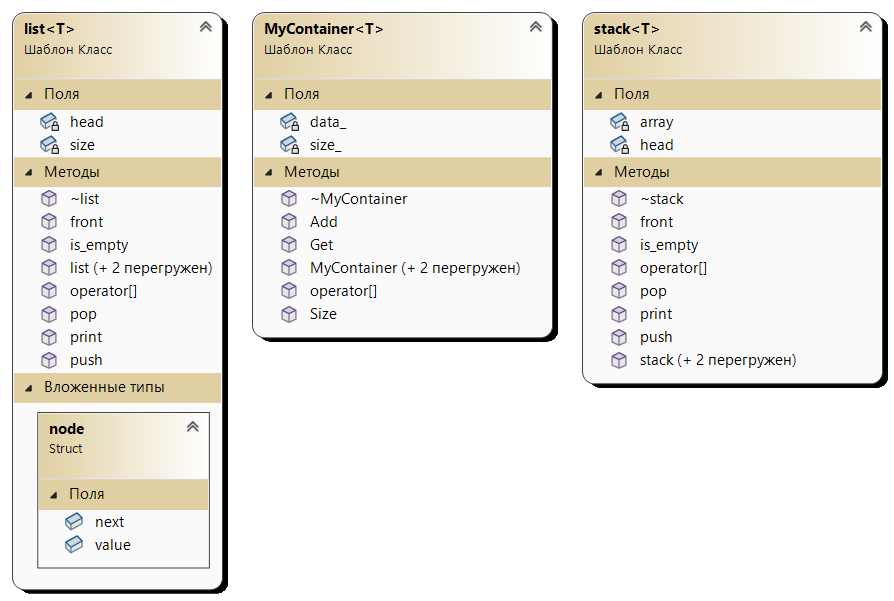 list<T>
Шаблон Класс
Поля
head
size
Методы
~list
front
is_empty
list (+ 2 перегружен)
operator[]
pop
print
push
Вложенные типы
node
Struct
Поля
next
value
MyContainer<T>
Шаблон Класс
Поля
data_
size_
Методы
~MyContainer
Add
Get
MyContainer (+ 2 перегружен)
operator[]
Size
stack<T>
Шаблон Класс
Поля
array
head
Методы
~stack
front
is_empty
operator[]
pop
print
push
stack (+ 2 перегружен)